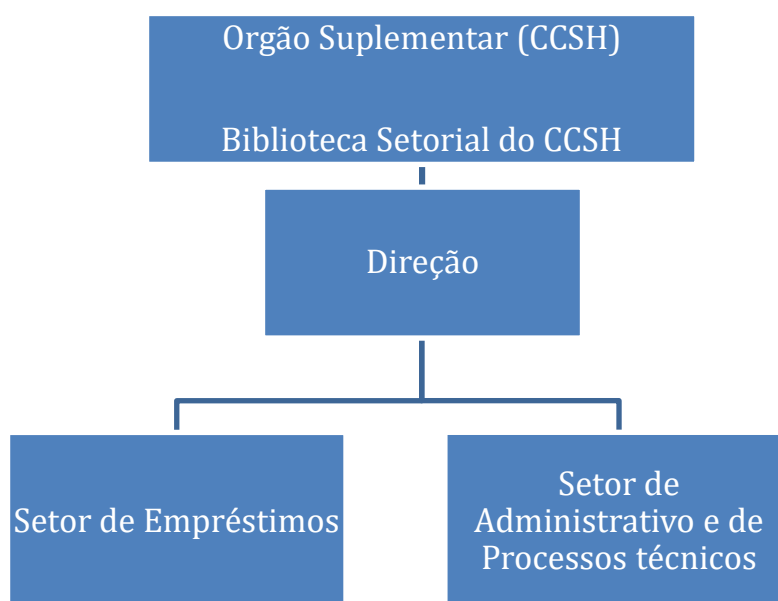 Orgão Suplementar (CCSH)
Biblioteca Setorial do CCSH
Direção
Setor de Empréstimos
Setor de
Administrativo e de
Processos técnicos